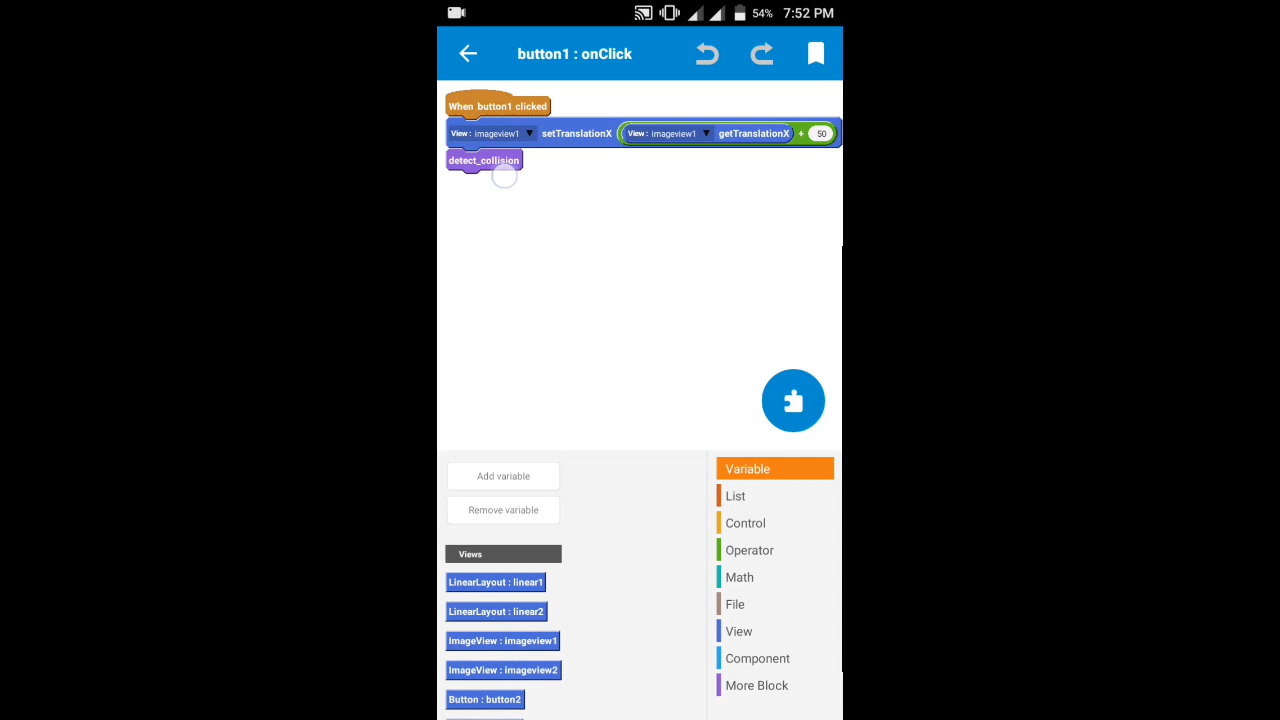 54% 7:52 PM
button1 : onClick
When button1 clicked
View : imageview1 setTranslationX View : imageview1 getTranslationX + 50
detect_collision
Add variable
Remove variable
Views
LinearLayout : linear1
LinearLayout : linear2
ImageView : imageview1
ImageView : imageview2
Button : button2
Variable
List
Control
Operator
Math
File
View
Component
More Block